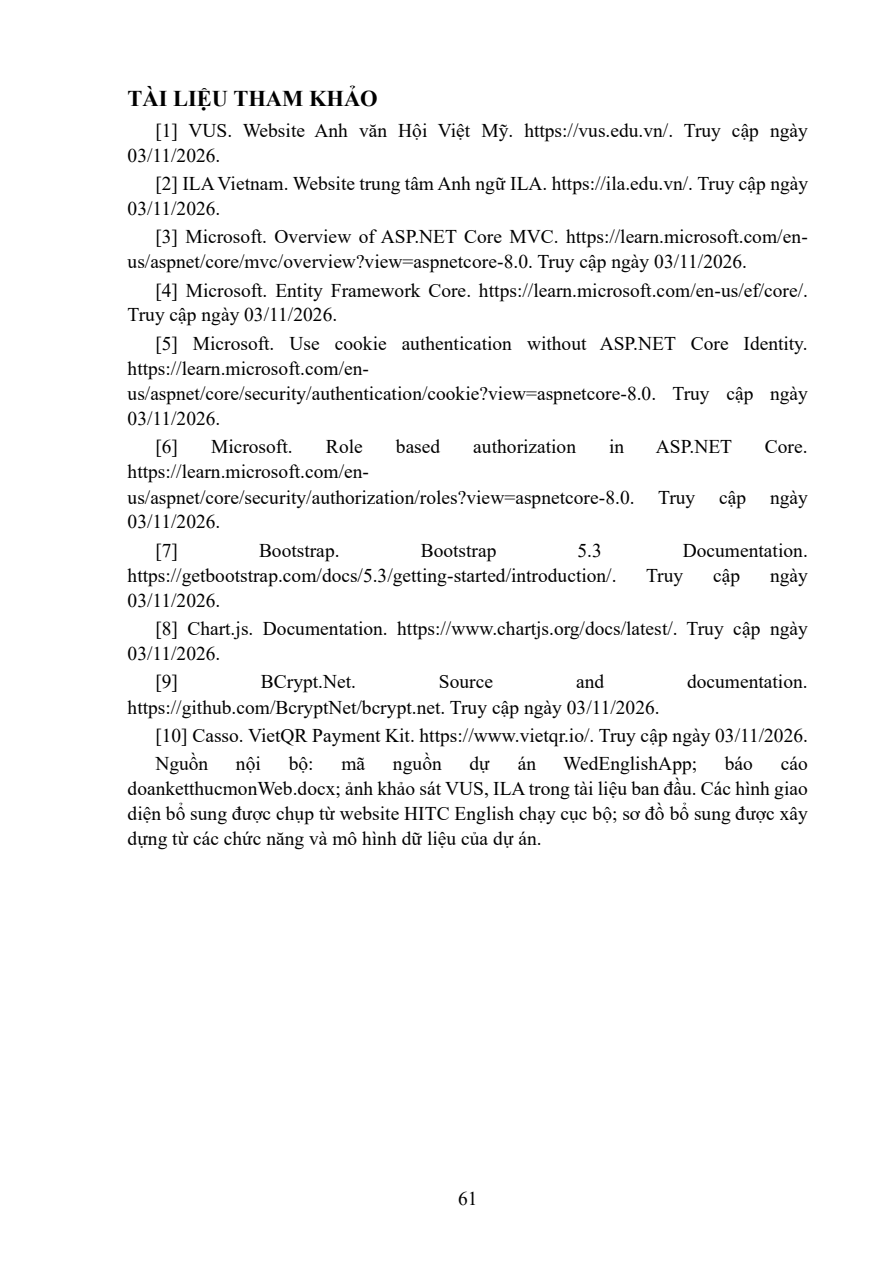 TÀI LIỆU THAM KHẢO
[1] VUS. Website Anh văn Hội Việt Mỹ. https://vus.edu.vn/. Truy cập ngày
03/11/2026.
[2] ILA Vietnam. Website trung tâm Anh ngữ ILA. https://ila.edu.vn/. Truy cập ngày
03/11/2026.
[3] Microsoft. Overview of ASP.NET Core MVC. https://learn.microsoft.com/en-
us/aspnet/core/mvc/overview?view=aspnetcore-8.0. Truy cập ngày 03/11/2026.
[4] Microsoft. Entity Framework Core. https://learn.microsoft.com/en-us/ef/core/.
Truy cập ngày 03/11/2026.
[5] Microsoft. Use cookie authentication without ASP.NET Core Identity.
https://learn.microsoft.com/en-
us/aspnet/core/security/authentication/cookie?view=aspnetcore-8.0. Truy cập ngày
03/11/2026.
[6] Microsoft. Role based authorization in ASP.NET Core.
https://learn.microsoft.com/en-
us/aspnet/core/security/authorization/roles?view=aspnetcore-8.0. Truy cập ngày
03/11/2026.
[7] Bootstrap. Bootstrap 5.3 Documentation.
https://getbootstrap.com/docs/5.3/getting-started/introduction/. Truy cập ngày
03/11/2026.
[8] Chart.js. Documentation. https://www.chartjs.org/docs/latest/. Truy cập ngày
03/11/2026.
[9] BCrypt.Net. Source and documentation.
https://github.com/BcryptNet/bcrypt.net. Truy cập ngày 03/11/2026.
[10] Casso. VietQR Payment Kit. https://www.vietqr.io/. Truy cập ngày 03/11/2026.
Nguồn nội bộ: mã nguồn dự án WedEnglishApp; báo cáo
doanketthucmonWeb.docx; ảnh khảo sát VUS, ILA trong tài liệu ban đầu. Các hình giao
diện bổ sung được chụp từ website HITC English chạy cục bộ; sơ đồ bổ sung được xây
dựng từ các chức năng và mô hình dữ liệu của dự án.
61